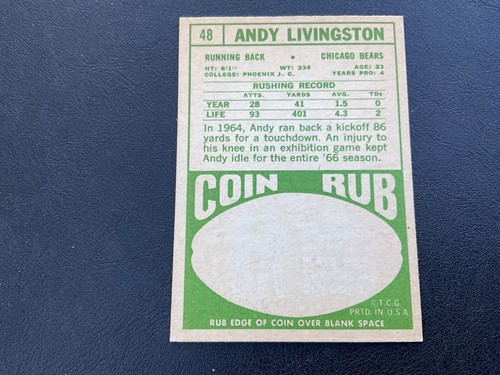 48 ANDY LIVINGSTON
RUNNING BACK • CHICAGO BEARS
HT: 6'1" WT: 234 AGE: 23
COLLEGE: PHOENIX J. C. YEARS PRO: 4
RUSHING RECORD
ATTS. YARDS AVG. TDs
YEAR 28 41 1.5 0
LIFE 93 401 4.3 2
In 1964, Andy ran back a kickoff 86
yards for a touchdown. An injury to
his knee in an exhibition game kept
Andy idle for the entire '66 season.
COIN RUB
© T.C.G.
PRTD. IN U.S.A
RUB EDGE OF COIN OVER BLANK SPACE